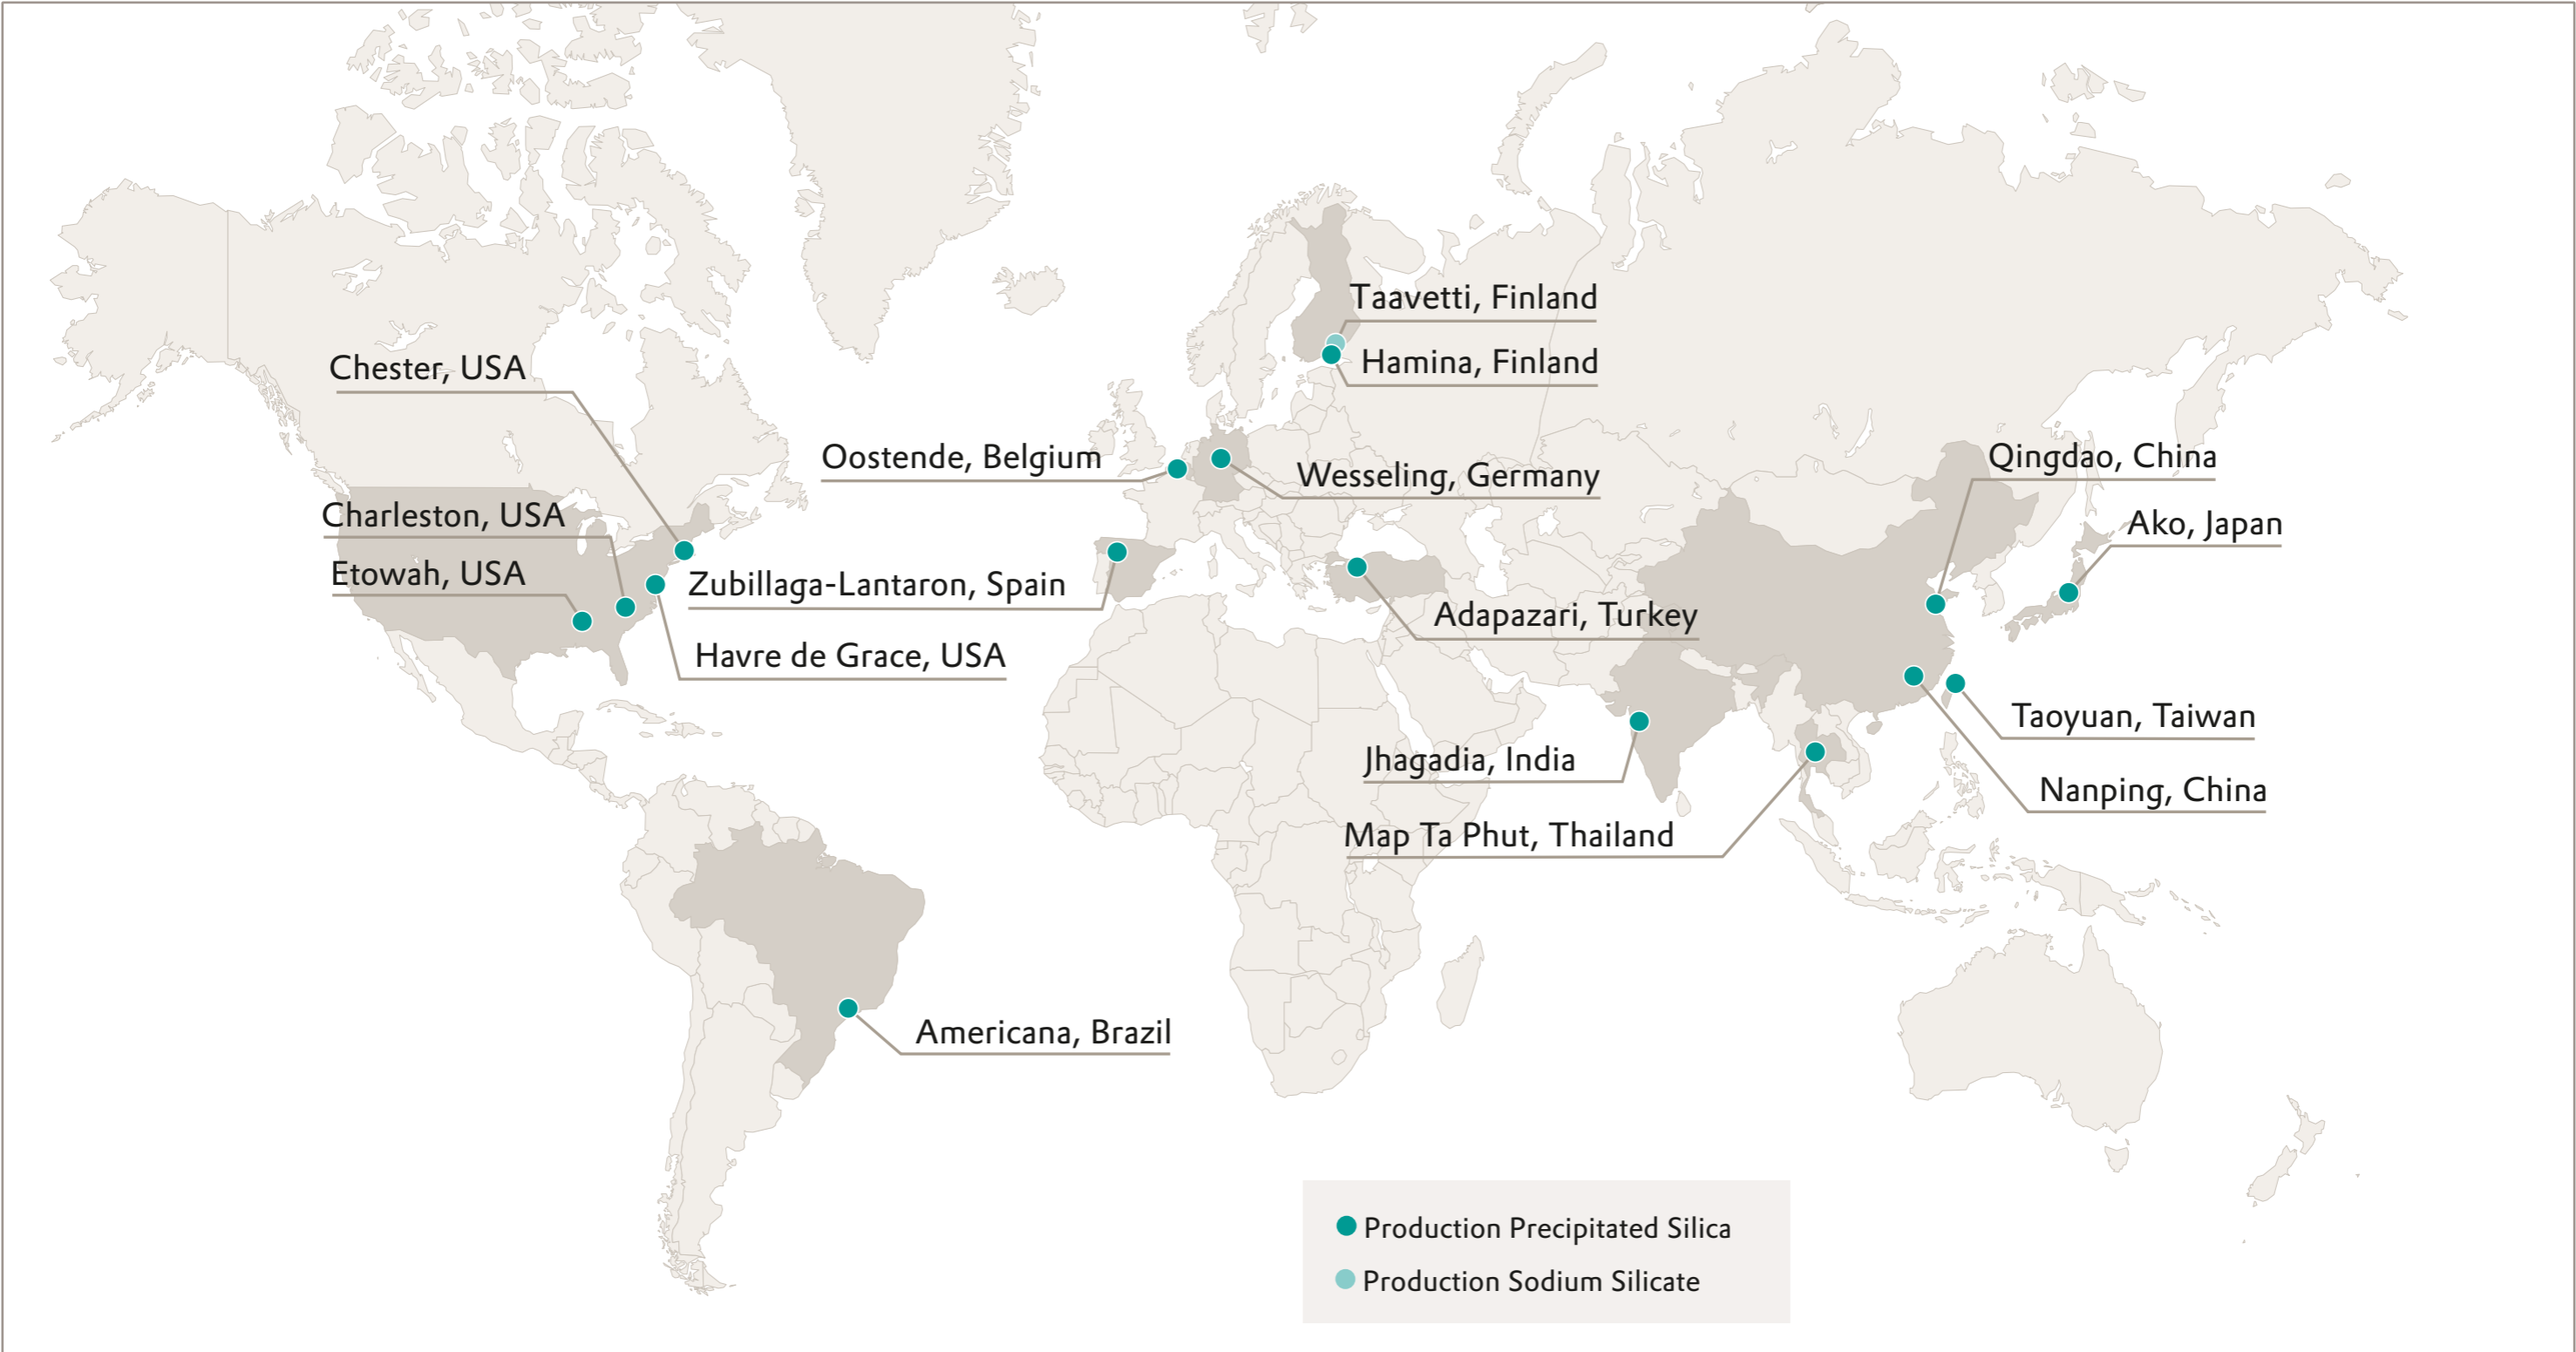 Taavetti, Finland
Hamina, Finland
Chester, USA
Oostende, Belgium
Wesseling, Germany
Qingdao, China
Charleston, USA
Ako, Japan
Etowah, USA
Zubillaga-Lantaron, Spain
Adapazari, Turkey
Havre de Grace, USA
Taoyuan, Taiwan
Jhagadia, India
Nanping, China
Map Ta Phut, Thailand
Americana, Brazil
Production Precipitated Silica
Production Sodium Silicate